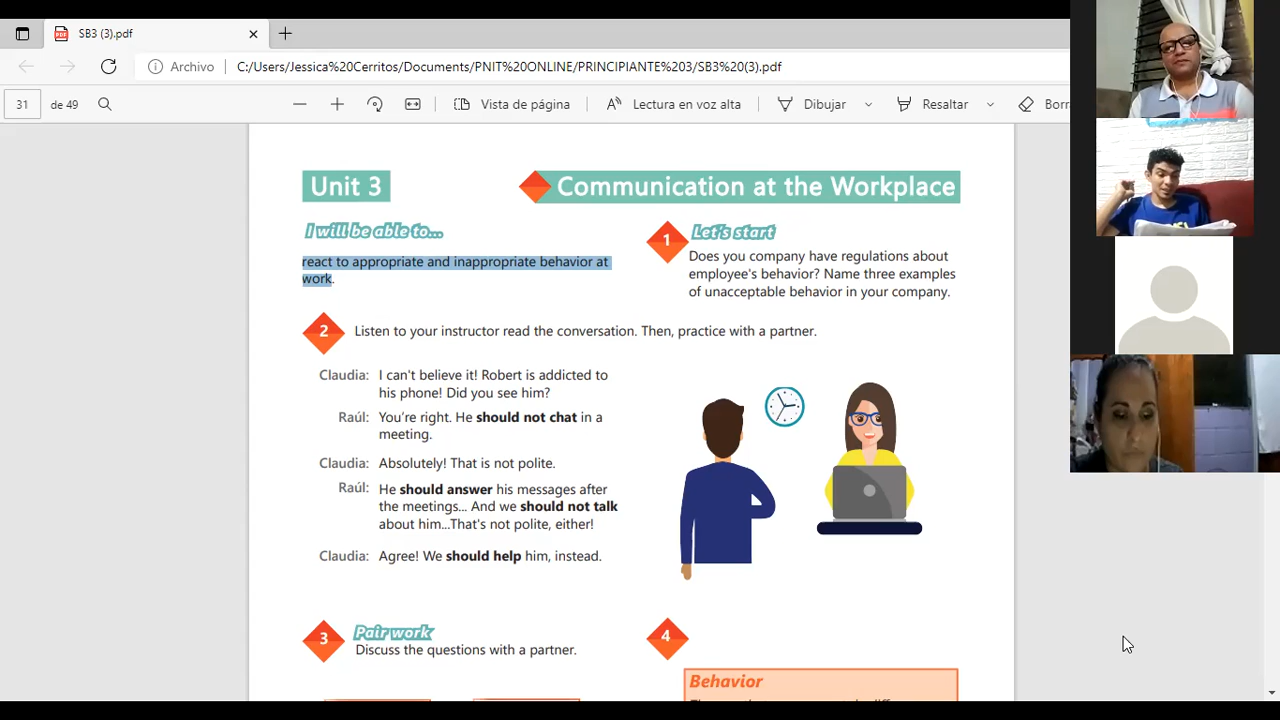 SB3 (3).pdf
Archivo
C:/Users/Jessica%20Cerritos/Documents/PNIT%20ONLINE/PRINCIPIANTE%203/SB3%20(3).pdf
31
de 49
Vista de página
Lectura en voz alta
Dibujar
Resaltar
Borr
Unit 3
Communication at the Workplace
I will be able to...
react to appropriate and inappropriate behavior at
work.
1
Let's start
Does you company have regulations about
employee's behavior? Name three examples
of unacceptable behavior in your company.
2
Listen to your instructor read the conversation. Then, practice with a partner.
Claudia: I can't believe it! Robert is addicted to
his phone! Did you see him?
Raúl: You're right. He should not chat in a
meeting.
Claudia: Absolutely! That is not polite.
Raúl: He should answer his messages after
the meetings... And we should not talk
about him...That's not polite, either!
Claudia: Agree! We should help him, instead.
3
Pair work
Discuss the questions with a partner.
4
Behavior